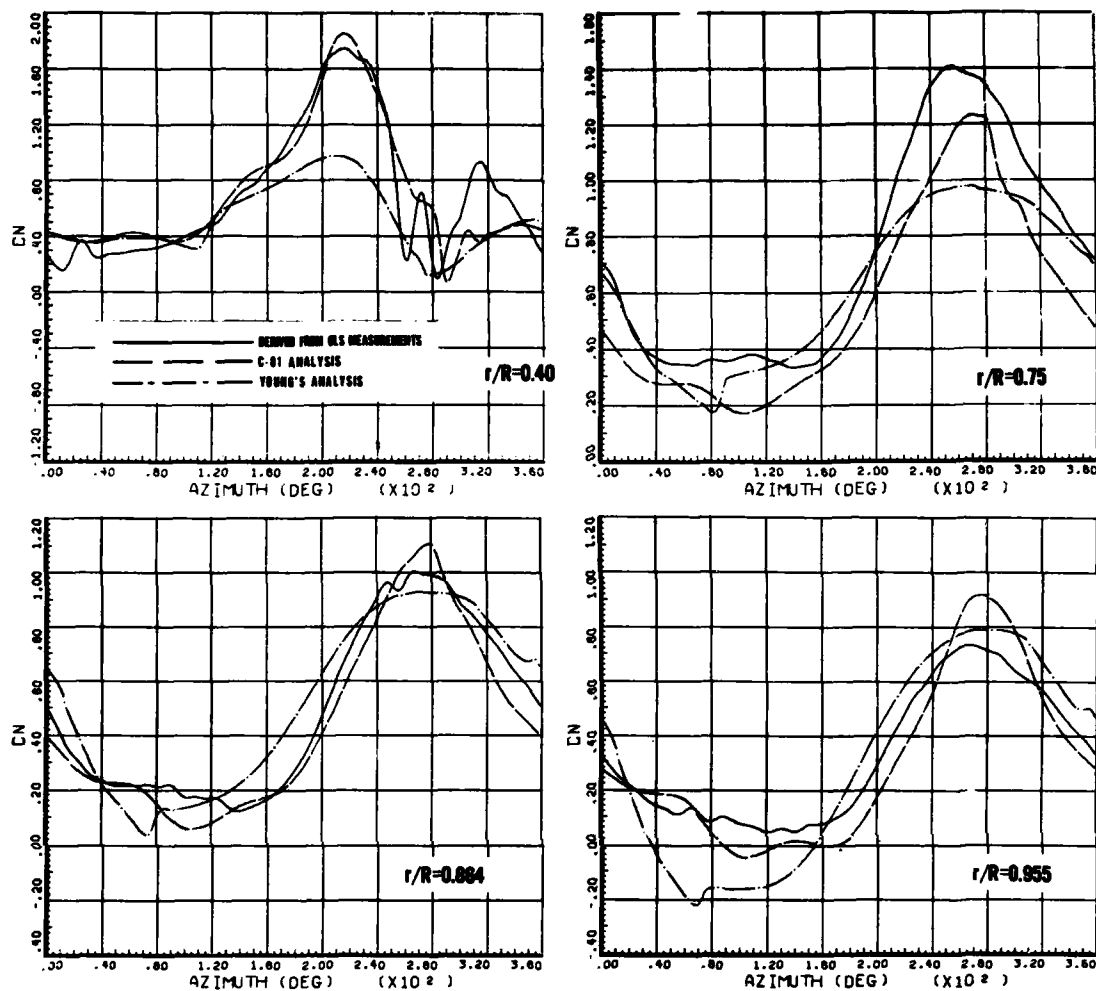 2.00
1.60
1.20
.80
.40
.00
-.40
-.80
-1.20
CN
DERIVED FROM OLS MEASUREMENTS
C-81 ANALYSIS
YOUNG'S ANALYSIS
r/R=0.40
.00 .40 .80 1.20 1.60 2.00 2.40 2.80 3.20 3.60
AZIMUTH (DEG) (X10 2 )
1.60
1.40
1.20
1.00
.80
.60
.40
.20
.00
CN
r/R=0.75
.00 .40 .80 1.20 1.60 2.00 2.40 2.80 3.20 3.60
AZIMUTH (DEG) (X10 2 )
1.20
1.00
.80
.60
.40
.20
.00
-.20
-.40
CN
r/R=0.884
.00 .40 .80 1.20 1.60 2.00 2.40 2.80 3.20 3.60
AZIMUTH (DEG) (X10 2 )
1.20
1.00
.80
.60
.40
.20
.00
-.20
-.40
CN
r/R=0.955
.00 .40 .80 1.20 1.60 2.00 2.40 2.80 3.20 3.60
AZIMUTH (DEG) (X10 2 )